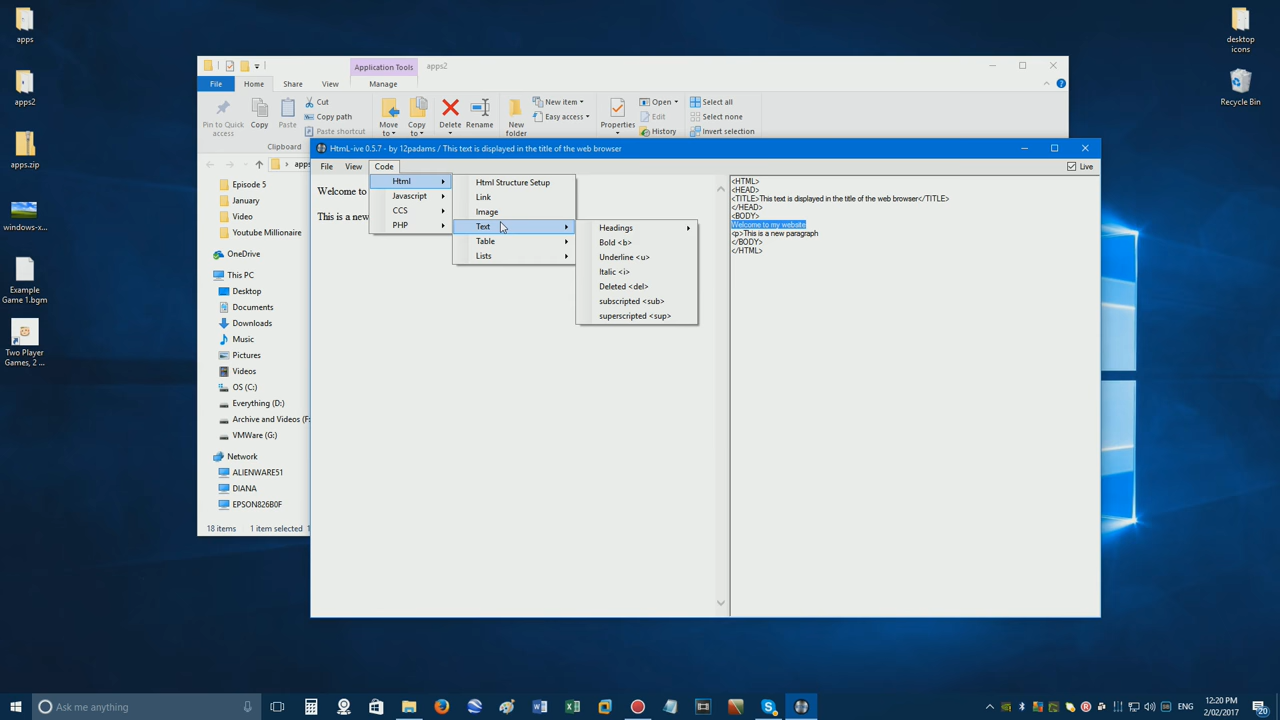 apps
apps2
apps.zip
windows-x...
Example
Game 1.bgm
Two Player
Games, 2 ...
desktop
icons
Recycle Bin
Application Tools
apps2
File
Home
Share
View
Manage
Pin to Quick
access
Copy
Paste
Cut
Copy path
Paste shortcut
Clipboard
Move
to
Copy
to
Delete
Rename
New
folder
New item
Easy access
Properties
Open
Edit
History
Select all
Select none
Invert selection
apps
Episode 5
January
Video
Youtube Millionaire
OneDrive
This PC
Desktop
Documents
Downloads
Music
Pictures
Videos
OS (C:)
Everything (D:)
Archive and Videos (F:
VMWare (G:)
Network
ALIENWARE51
DIANA
EPSON826B0F
18 items
1 item selected
HtmL-ive 0.5.7 - by 12padams / This text is displayed in the title of the web browser
File
View
Code
Live
Welcome to
This is a new
Html
Javascript
CCS
PHP
Html Structure Setup
Link
Image
Text
Table
Lists
Headings
Bold <b>
Underline <u>
Italic <i>
Deleted <del>
subscripted <sub>
superscripted <sup>
<HTML>
<HEAD>
<TITLE>This text is displayed in the title of the web browser</TITLE>
</HEAD>
<BODY>
Welcome to my website
<p>This is a new paragraph
</BODY>
</HTML>
Ask me anything
ENG
12:20 PM
2/02/2017
20